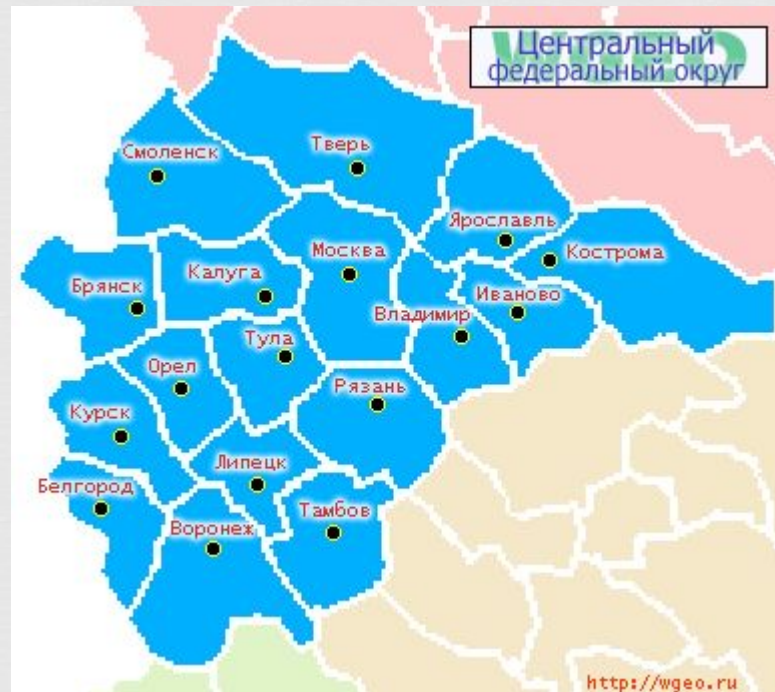 WGEO
Центральный
федеральный округ
Тверь
Смоленск
Ярославль
Москва
Кострома
Калуга
Брянск
Иваново
Владимир
Тула
Орел
Рязань
Курск
Липецк
Белгород
Тамбов
Воронеж
http://wgeo.ru